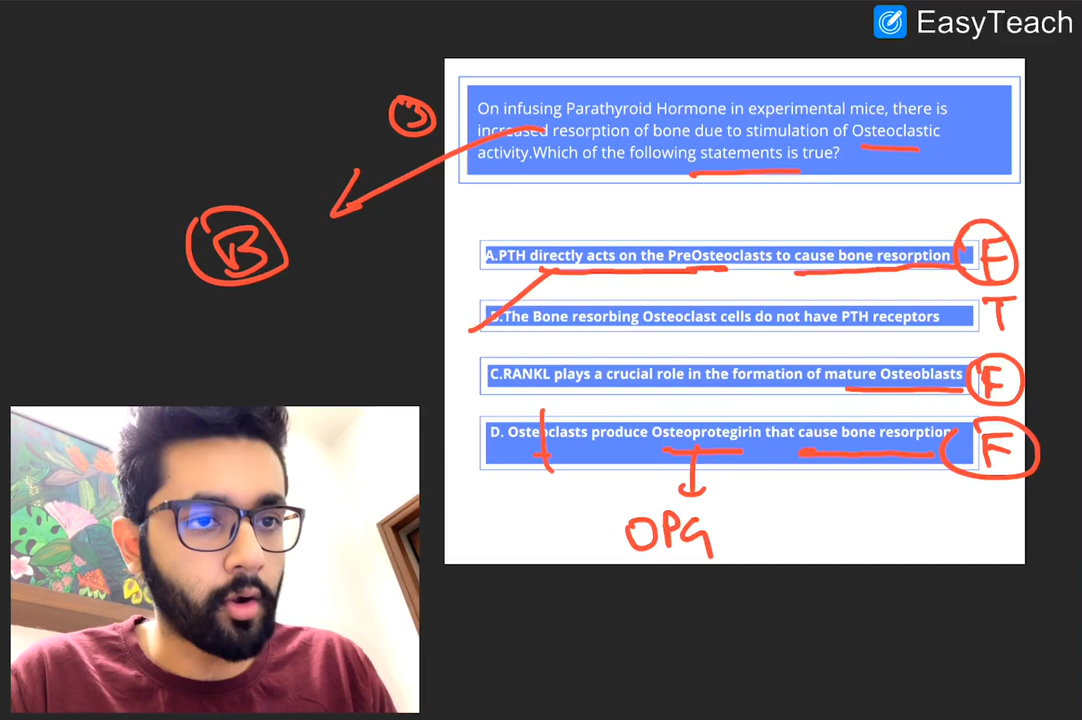 EasyTeach
On infusing Parathyroid Hormone in experimental mice, there is
increased resorption of bone due to stimulation of Osteoclastic
activity.Which of the following statements is true?
B
A.PTH directly acts on the PreOsteoclasts to cause bone resorption
F
B.The Bone resorbing Osteoclast cells do not have PTH receptors
T
C.RANKL plays a crucial role in the formation of mature Osteoblasts
F
D. Osteoclasts produce Osteoprotegirin that cause bone resorption
F
OPG